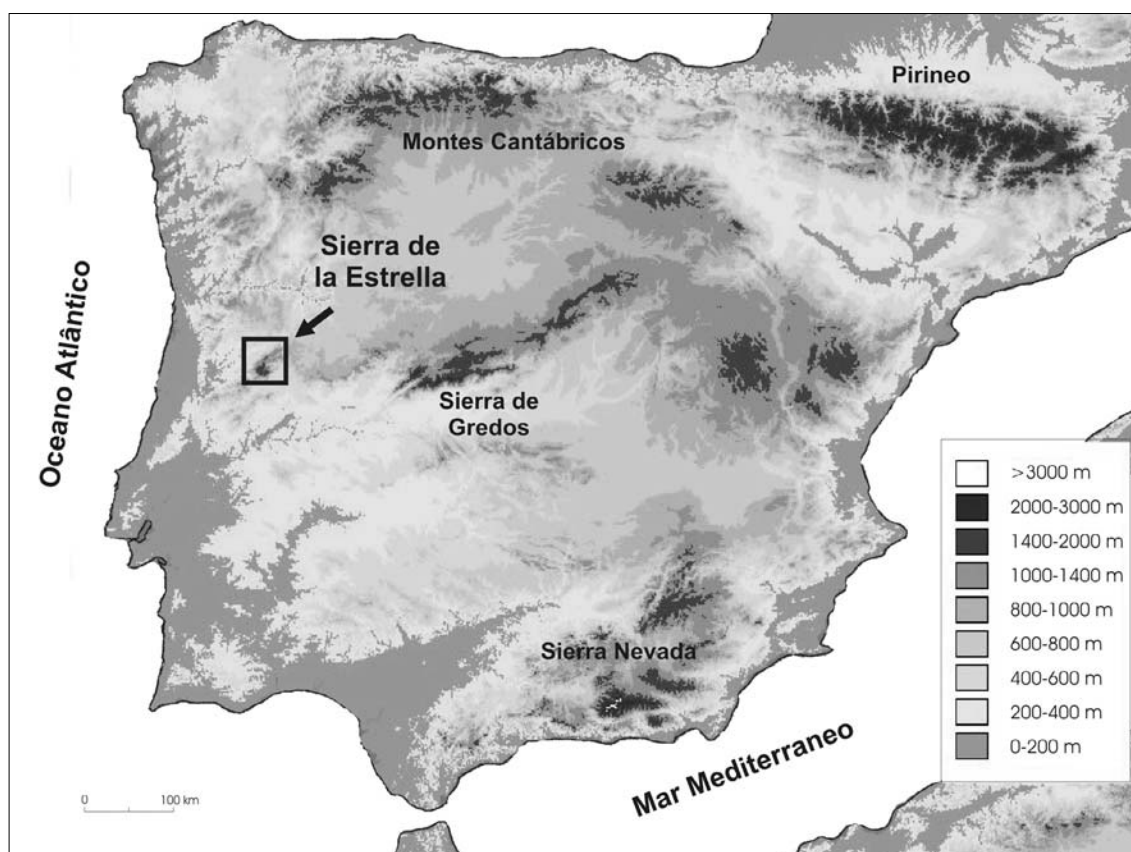 Pirineo
Montes Cantábricos
Sierra de
la Estrella
Oceano Atlântico
Sierra de
Gredos
>3000 m
2000-3000 m
1400-2000 m
1000-1400 m
800-1000 m
600-800 m
400-600 m
200-400 m
0-200 m
Sierra Nevada
Mar Mediterraneo
0 100 km